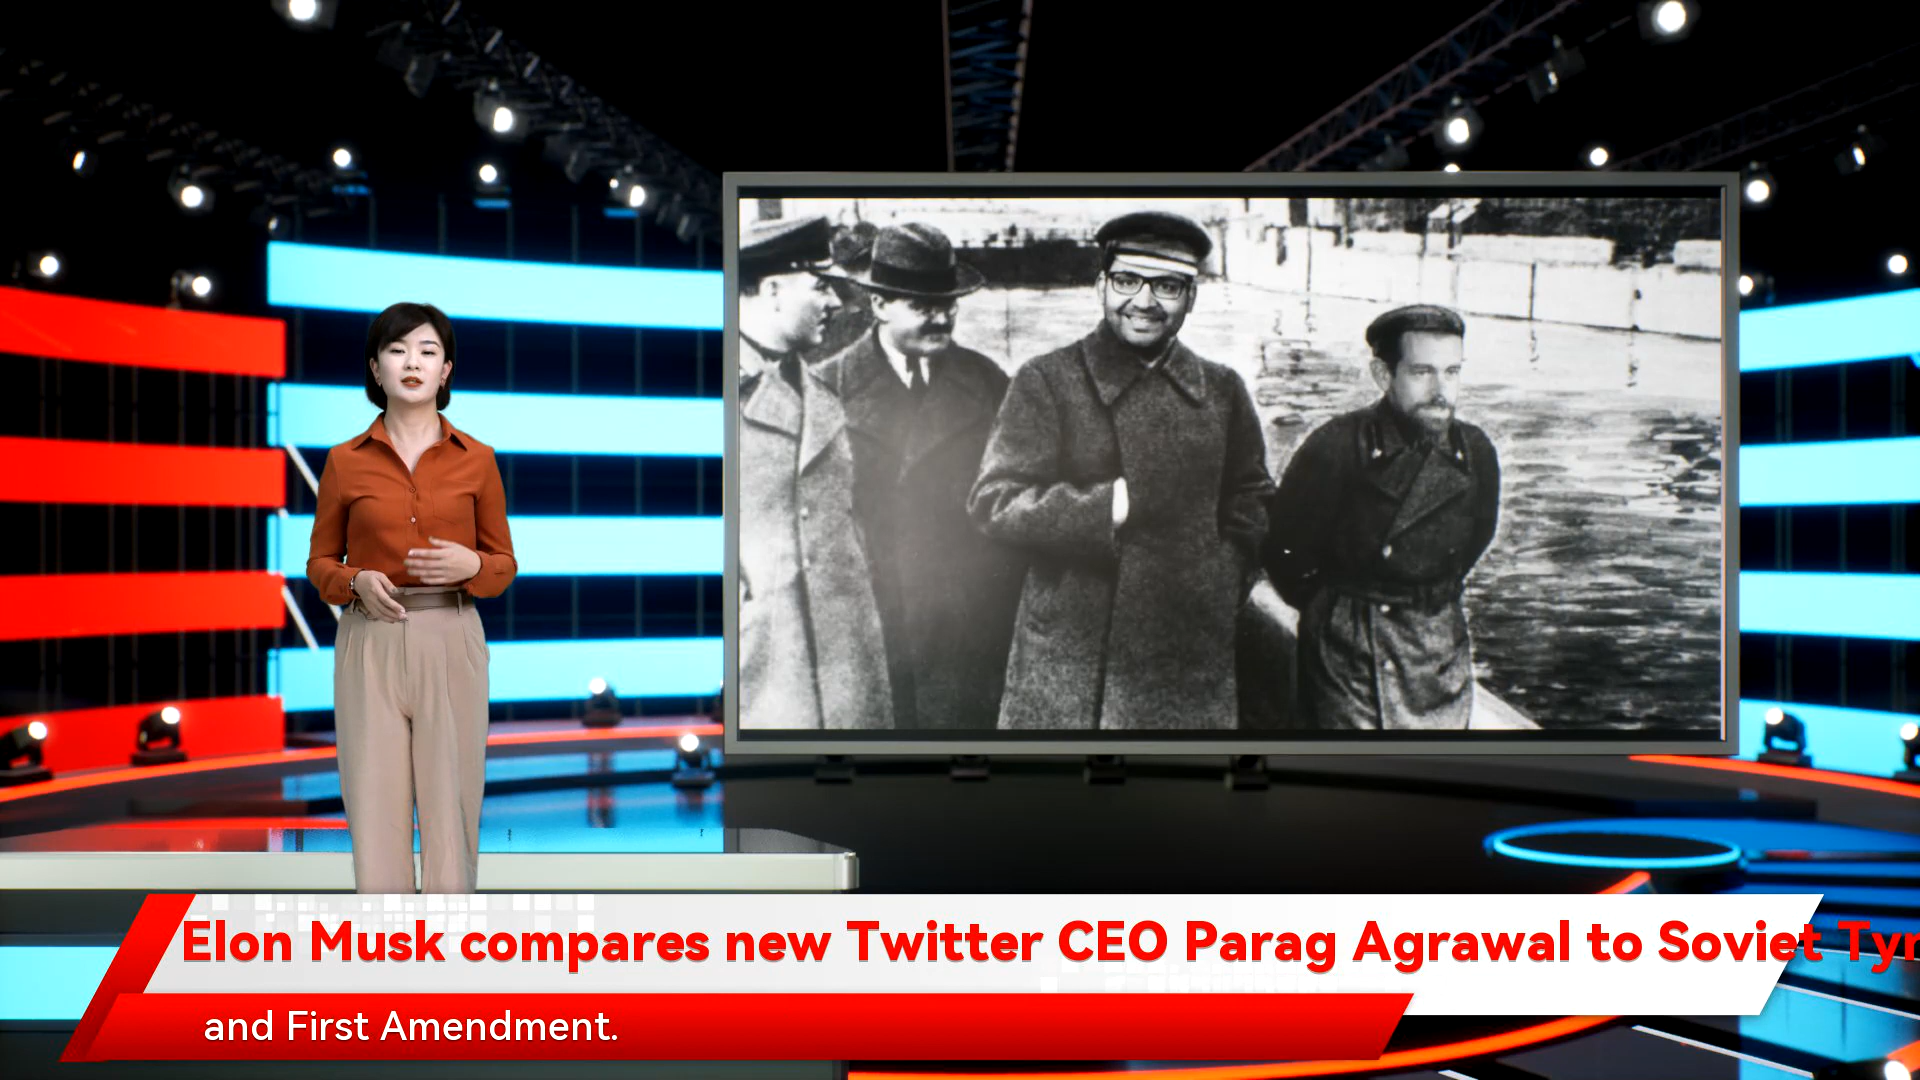 Elon Musk compares new Twitter CEO Parag Agrawal to Soviet
and First Amendment.